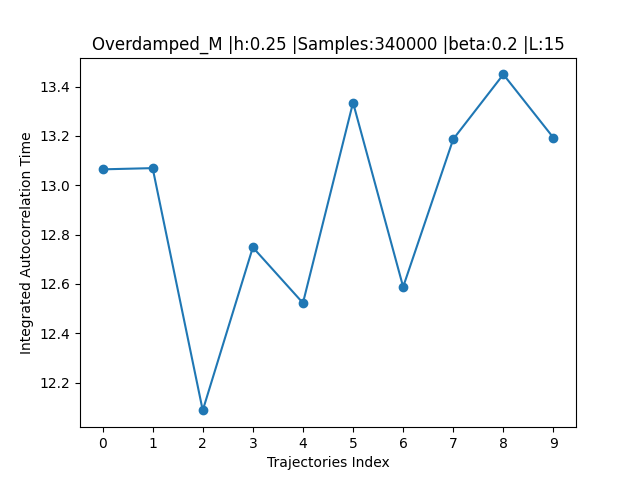 Overdamped_M |h:0.25 |Samples:340000 |beta:0.2 |L:15
13.4
13.2
13.0
12.8
12.6
12.4
12.2
Integrated Autocorrelation Time
0 1 2 3 4 5 6 7 8 9
Trajectories Index